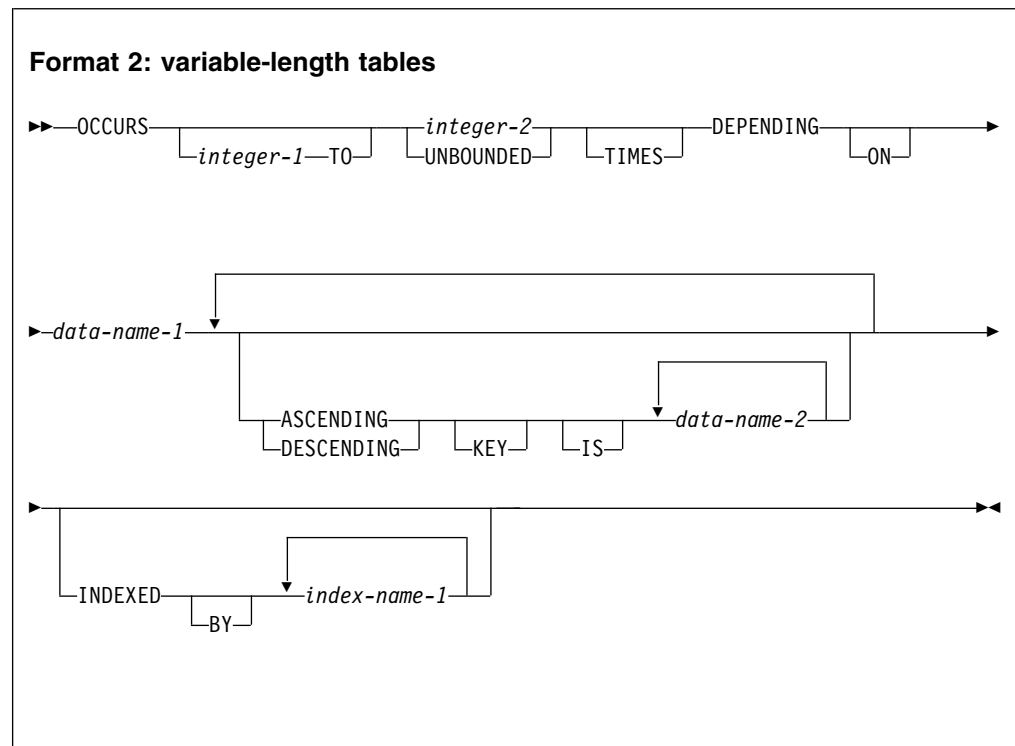 Format 2: variable-length tables
OCCURS integer-2 DEPENDING
integer-1 TO UNBOUNDED TIMES ON
data-name-1
ASCENDING data-name-2
DESCENDING KEY IS
INDEXED index-name-1
BY